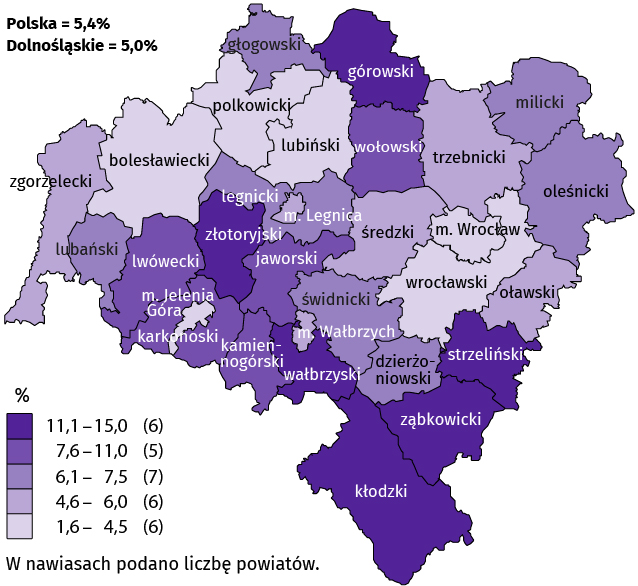 Polska = 5,4%
Dolnośląskie = 5,0%
głogowski
górowski
milicki
polkowicki
lubiński
wołowski
trzebnicki
bolesławiecki
zgorzelecki
oleśnicki
legnicki
m. Legnica
złotoryjski
średzki
m. Wrocław
lubański
lwówecki
jaworski
wrocławski
oławski
m. Jelenia
Góra
świdnicki
karkonoski
m. Wałbrzych
kamien-
nogórski
wałbrzyski
dzierżo-
niowski
strzeliński
ząbkowicki
kłodzki
%
11,1 – 15,0 (6)
7,6 – 11,0 (5)
6,1 – 7,5 (7)
4,6 – 6,0 (6)
1,6 – 4,5 (6)
W nawiasach podano liczbę powiatów.